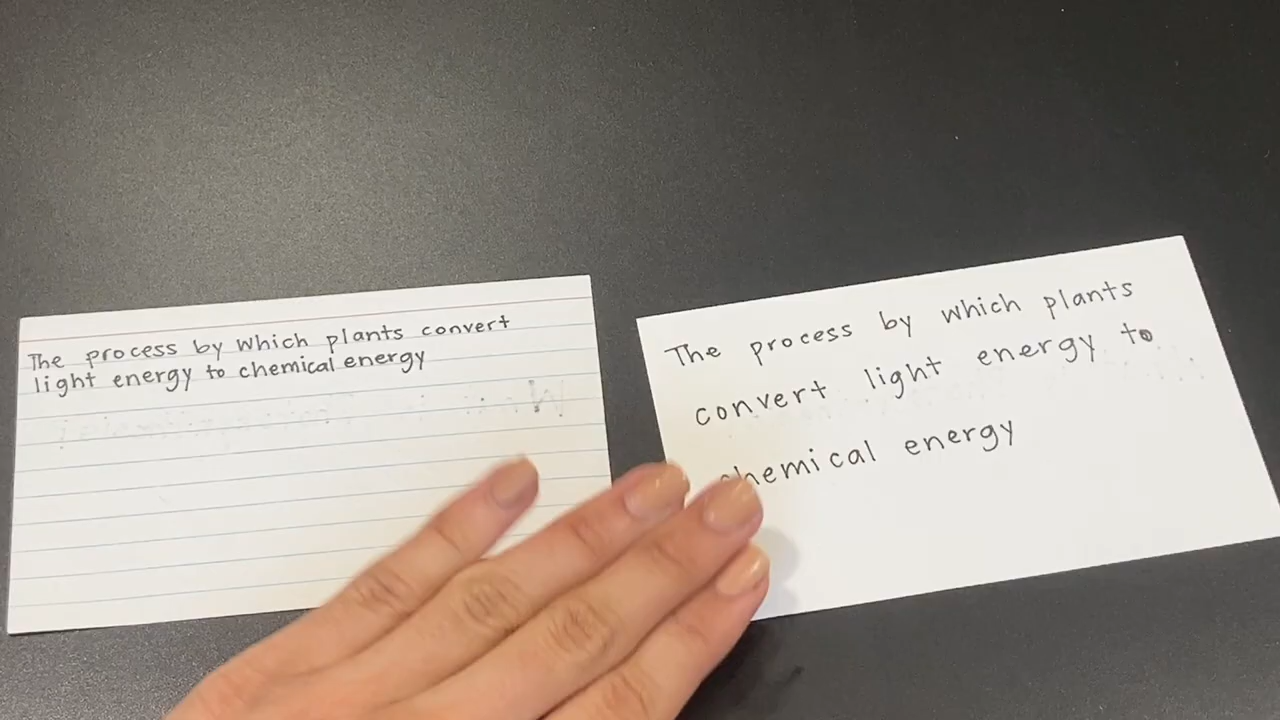 The process by which plants convert
light energy to chemical energy
The process by which plants
convert light energy to
chemical energy